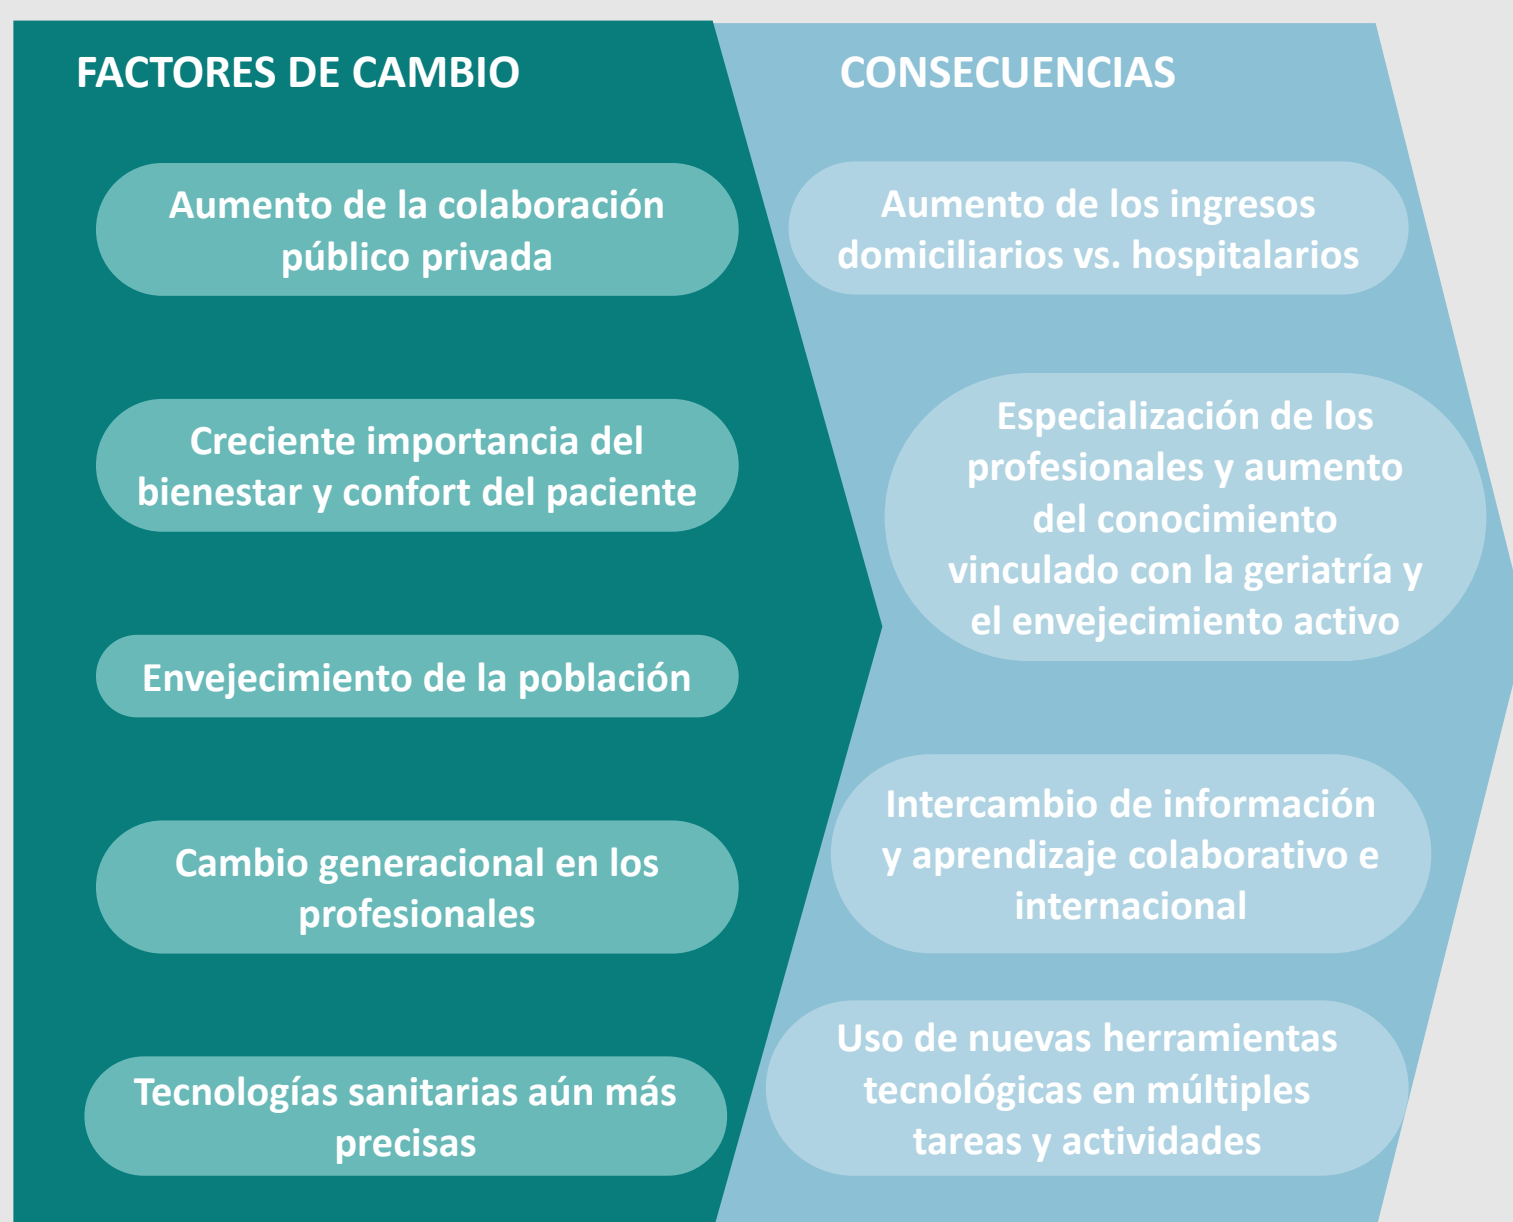 FACTORES DE CAMBIO
Aumento de la colaboración
público privada
Creciente importancia del
bienestar y confort del paciente
Envejecimiento de la población
Cambio generacional en los
profesionales
Tecnologías sanitarias aún más
precisas
CONSECUENCIAS
Aumento de los ingresos
domiciliarios vs. hospitalarios
Especialización de los
profesionales y aumento
del conocimiento
vinculado con la geriatría y
el envejecimiento activo
Intercambio de información
y aprendizaje colaborativo e
internacional
Uso de nuevas herramientas
tecnológicas en múltiples
tareas y actividades